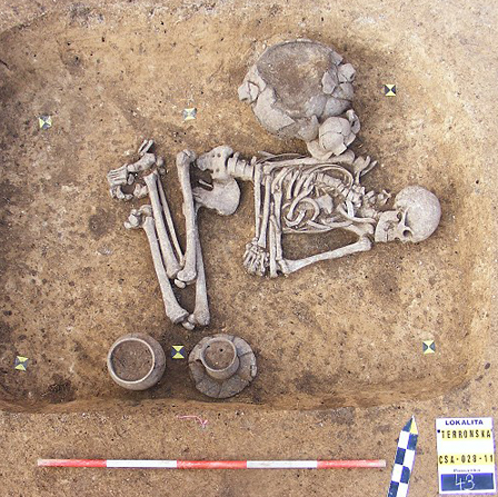 LOKALITA
TERRONSKÁ
CSA-020-11
43